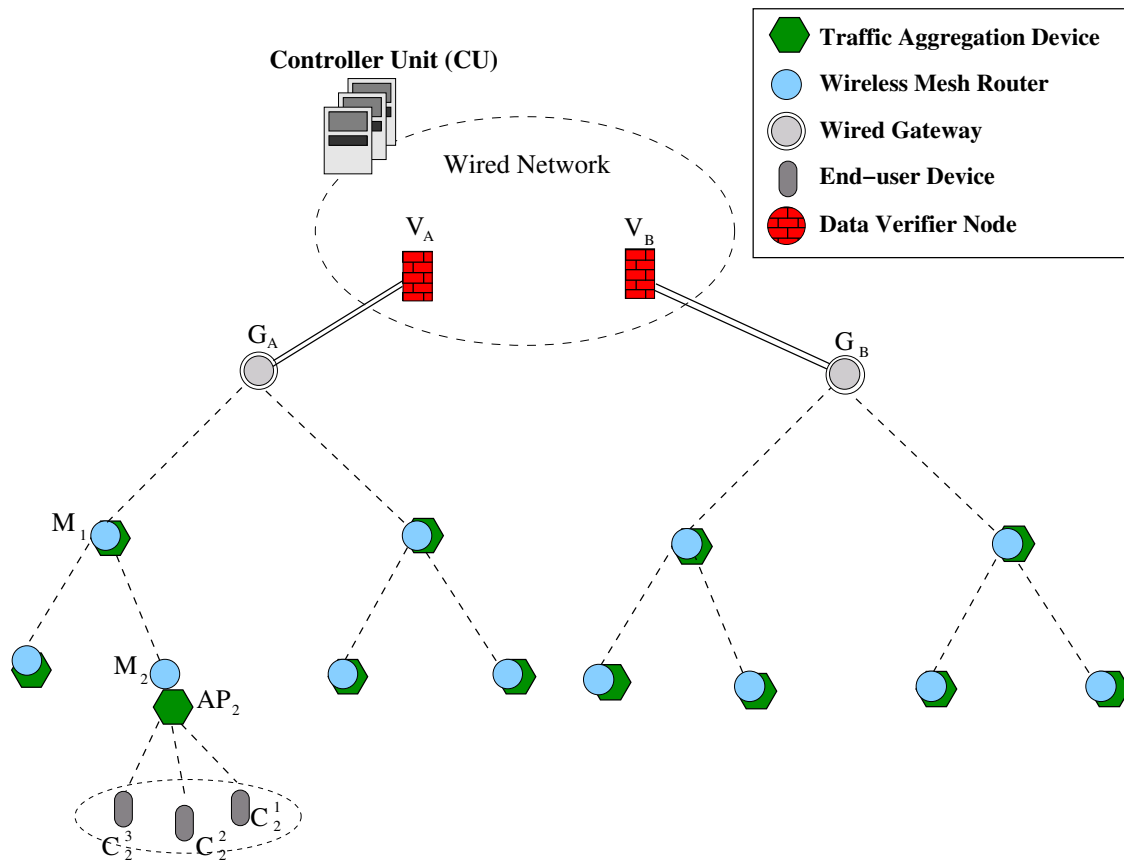 Controller Unit (CU)
Wired Network
V_A
V_B
G_A
G_B
M_1
M_2
AP_2
C_2^3
C_2^2
C_2^1
Traffic Aggregation Device
Wireless Mesh Router
Wired Gateway
End−user Device
Data Verifier Node